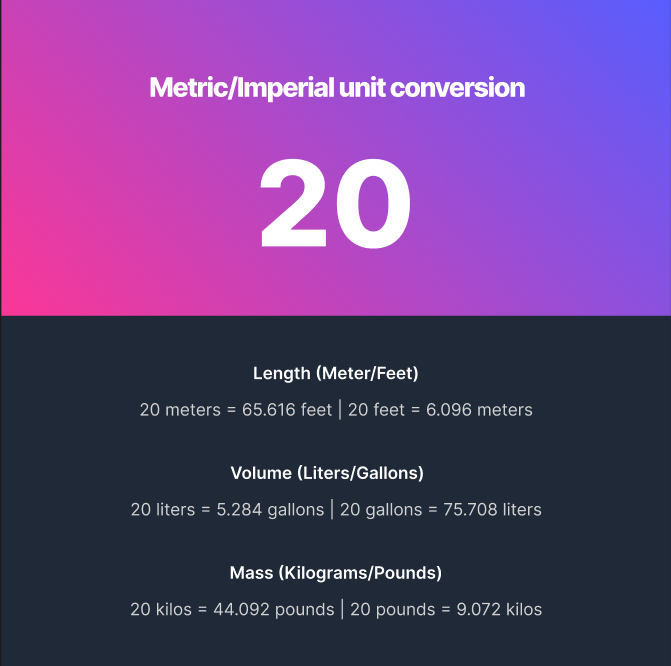 Metric/Imperial unit conversion
20
Length (Meter/Feet)
20 meters = 65.616 feet | 20 feet = 6.096 meters
Volume (Liters/Gallons)
20 liters = 5.284 gallons | 20 gallons = 75.708 liters
Mass (Kilograms/Pounds)
20 kilos = 44.092 pounds | 20 pounds = 9.072 kilos